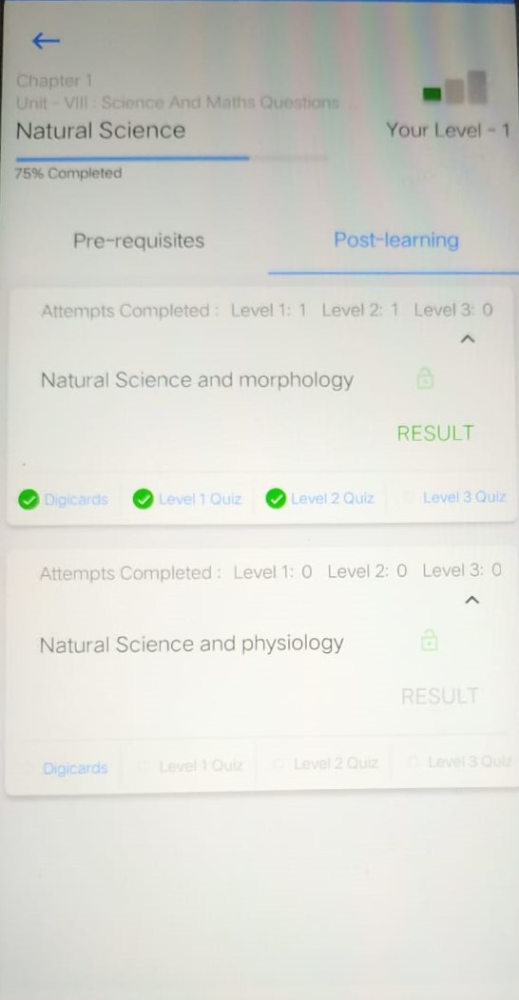 Chapter 1
Unit - VIII : Science And Maths Questions ...
Natural Science
Your Level - 1
75% Completed
Pre-requisites
Post-learning
Attempts Completed : Level 1: 1 Level 2: 1 Level 3: 0
Natural Science and morphology
RESULT
Digicards
Level 1 Quiz
Level 2 Quiz
Level 3 Quiz
Attempts Completed : Level 1: 0 Level 2: 0 Level 3: 0
Natural Science and physiology
RESULT
Digicards
Level 1 Quiz
Level 2 Quiz
Level 3 Quiz